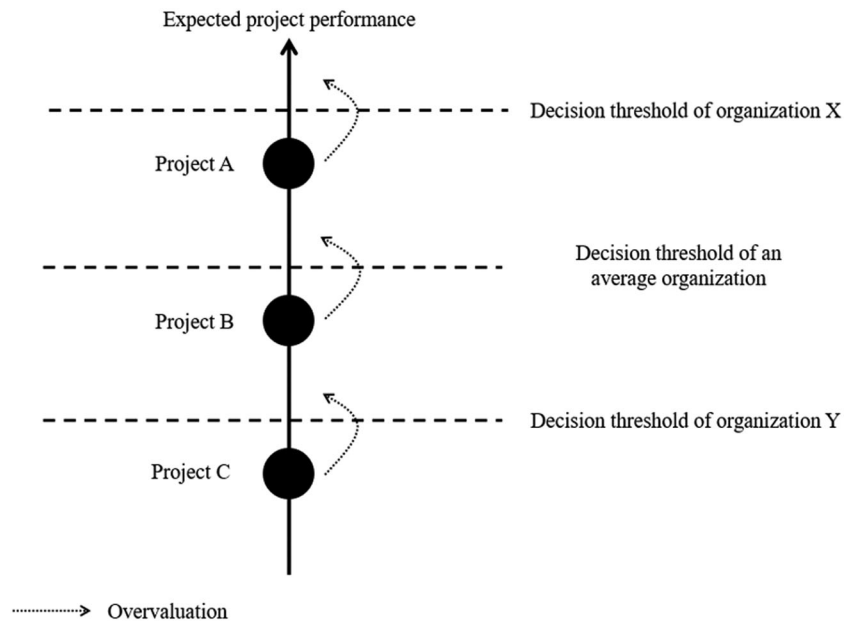 Expected project performance
Decision threshold of organization X
Project A
Decision threshold of an
average organization
Project B
Decision threshold of organization Y
Project C
Overvaluation